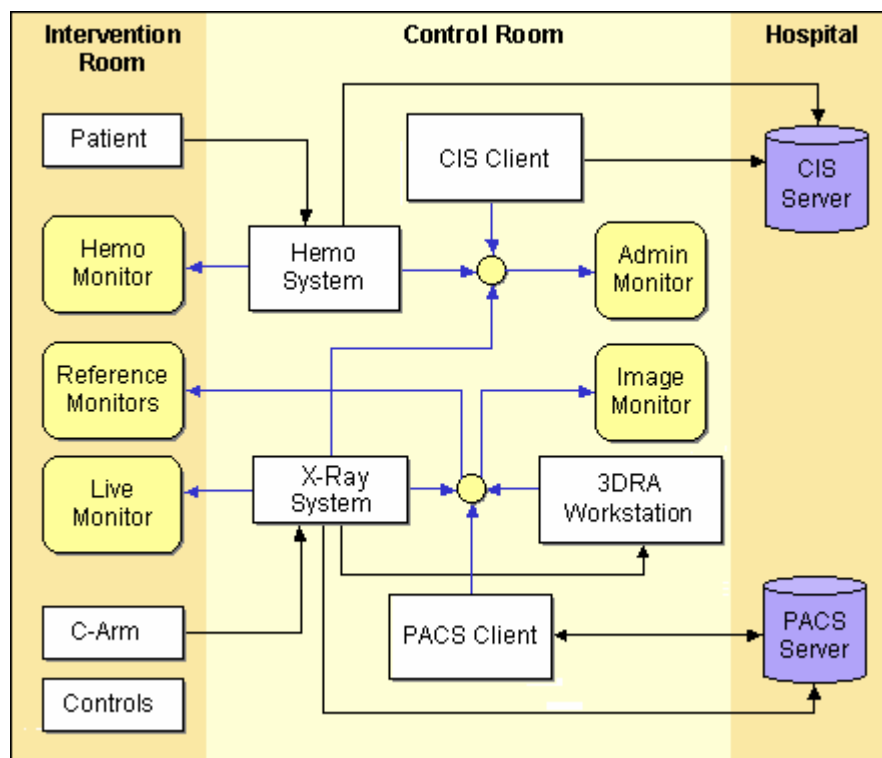 Intervention
Room
Control Room
Hospital
Patient
CIS Client
CIS
Server
Hemo
Monitor
Hemo
System
Admin
Monitor
Reference
Monitors
Image
Monitor
Live
Monitor
X-Ray
System
3DRA
Workstation
C-Arm
PACS Client
PACS
Server
Controls